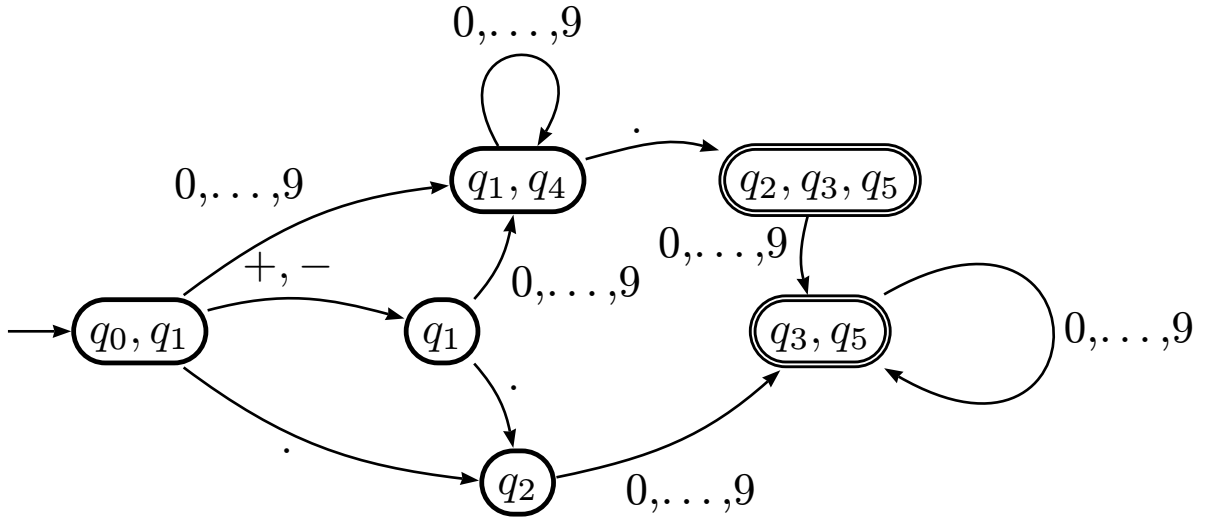 0,...,9
.
q₁, q₄
q₂, q₃, q₅
0,...,9
0,...,9
+, −
0,...,9
q₀, q₁
q₁
q₃, q₅
0,...,9
.
.
q₂
0,...,9